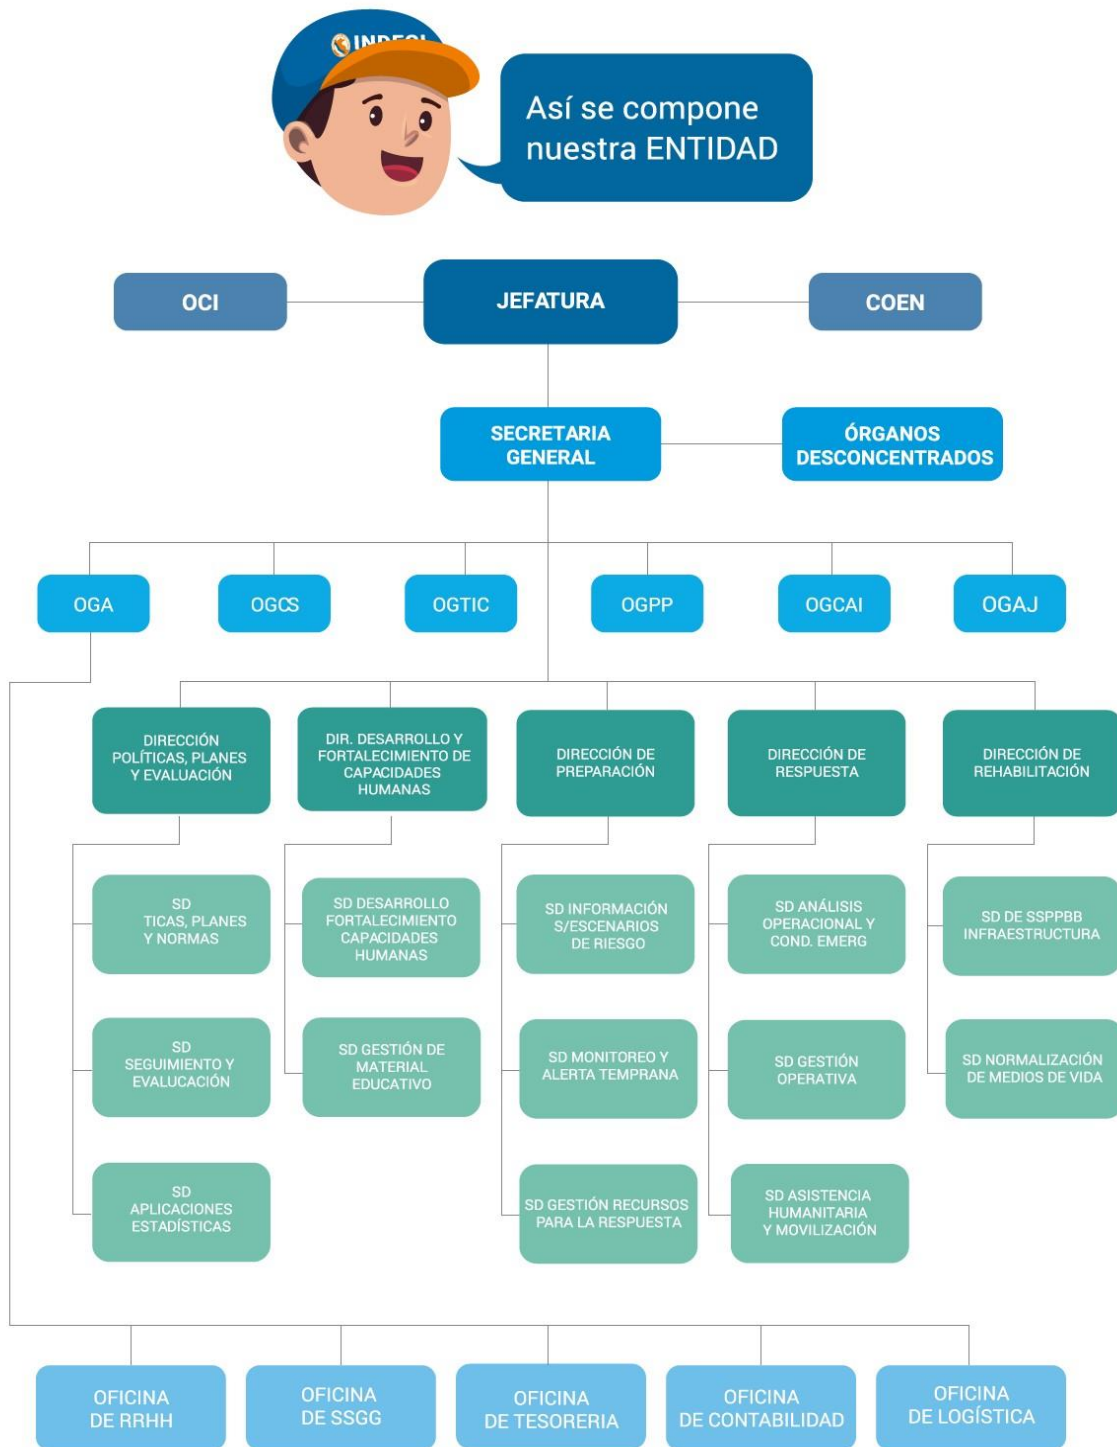 INDECI
Así se compone
nuestra ENTIDAD
OCI
JEFATURA
COEN
SECRETARIA
GENERAL
ÓRGANOS
DESCONCENTRADOS
OGA
OGCS
OGTIC
OGPP
OGCAI
OGAJ
DIRECCIÓN
POLÍTICAS, PLANES
Y EVALUACIÓN
DIR. DESARROLLO Y
FORTALECIMIENTO DE
CAPACIDADES
HUMANAS
DIRECCIÓN DE
PREPARACIÓN
DIRECCIÓN DE
RESPUESTA
DIRECCIÓN DE
REHABILITACIÓN
SD
TICAS, PLANES
Y NORMAS
SD DESARROLLO
FORTALECIMIENTO
CAPACIDADES
HUMANAS
SD INFORMACIÓN
S/ESCENARIOS
DE RIESGO
SD ANÁLISIS
OPERACIONAL Y
COND. EMERG
SD DE SSPPBB
INFRAESTRUCTURA
SD
SEGUIMIENTO Y
EVALUCACIÓN
SD GESTIÓN DE
MATERIAL
EDUCATIVO
SD MONITOREO Y
ALERTA TEMPRANA
SD GESTIÓN
OPERATIVA
SD NORMALIZACIÓN
DE MEDIOS DE VIDA
SD
APLICACIONES
ESTADÍSTICAS
SD GESTIÓN RECURSOS
PARA LA RESPUESTA
SD ASISTENCIA
HUMANITARIA
Y MOVILIZACIÓN
OFICINA
DE RRHH
OFICINA
DE SSGG
OFICINA
DE TESORERIA
OFICINA
DE CONTABILIDAD
OFICINA
DE LOGÍSTICA